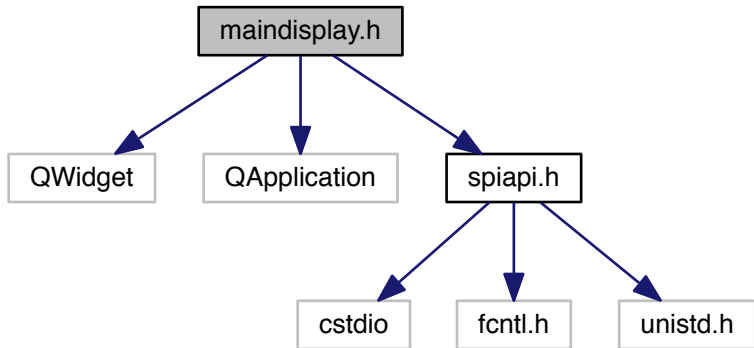 maindisplay.h
QWidget
QApplication
spiapi.h
cstdio
fcntl.h
unistd.h